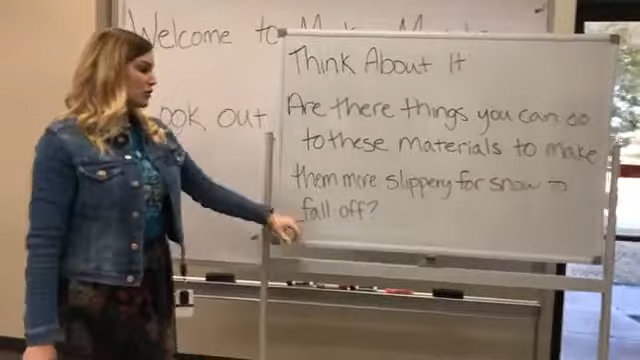 Welcome to
ook out
Think About It
Are there things you can do
to these materials to make
them more slippery for snow to
fall off?